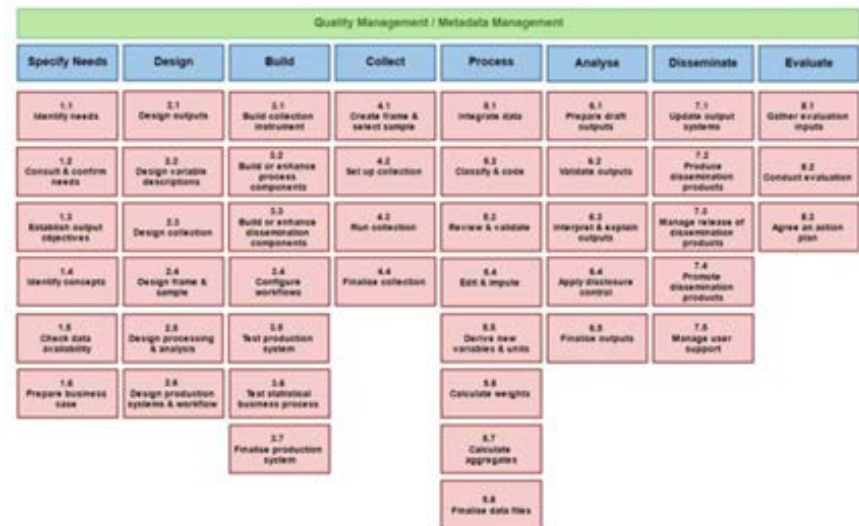 Quality Management / Metadata Management
Specify Needs
Design
Build
Collect
Process
Analyse
Disseminate
Evaluate
1.1
Identify needs
2.1
Design outputs
3.1
Build collection
instrument
4.1
Create frame &
select sample
5.1
Integrate data
6.1
Prepare draft
outputs
7.1
Update output
systems
8.1
Gather evaluation
inputs
1.2
Consult & confirm
needs
2.2
Design variable
descriptions
3.2
Build or enhance
process
components
4.2
Set up collection
5.2
Classify & code
6.2
Validate outputs
7.2
Produce
dissemination
products
8.2
Conduct evaluation
1.3
Establish output
objectives
2.3
Design collection
3.3
Build or enhance
dissemination
components
4.3
Run collection
5.3
Review & validate
6.3
Interpret & explain
outputs
7.3
Manage release of
dissemination
products
8.3
Agree an action
plan
1.4
Identify concepts
2.4
Design frame &
sample
3.4
Configure
workflows
4.4
Finalise collection
5.4
Edit & impute
6.4
Apply disclosure
control
7.4
Promote
dissemination
products
1.5
Check data
availability
2.5
Design processing
& analysis
3.5
Test production
system
5.5
Derive new
variables & units
6.5
Finalise outputs
7.5
Manage user
support
1.6
Prepare business
case
2.6
Design production
systems & workflow
3.6
Test statistical
business process
5.6
Calculate weights
3.7
Finalise production
system
5.7
Calculate
aggregates
5.8
Finalise data files